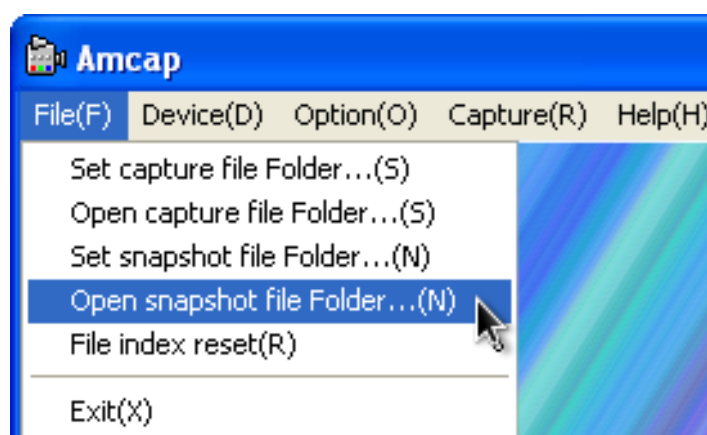 Amcap
File(F) Device(D) Option(O) Capture(R) Help(H)
Set capture file Folder...(S)
Open capture file Folder...(S)
Set snapshot file Folder...(N)
Open snapshot file Folder...(N)
File index reset(R)
Exit(X)